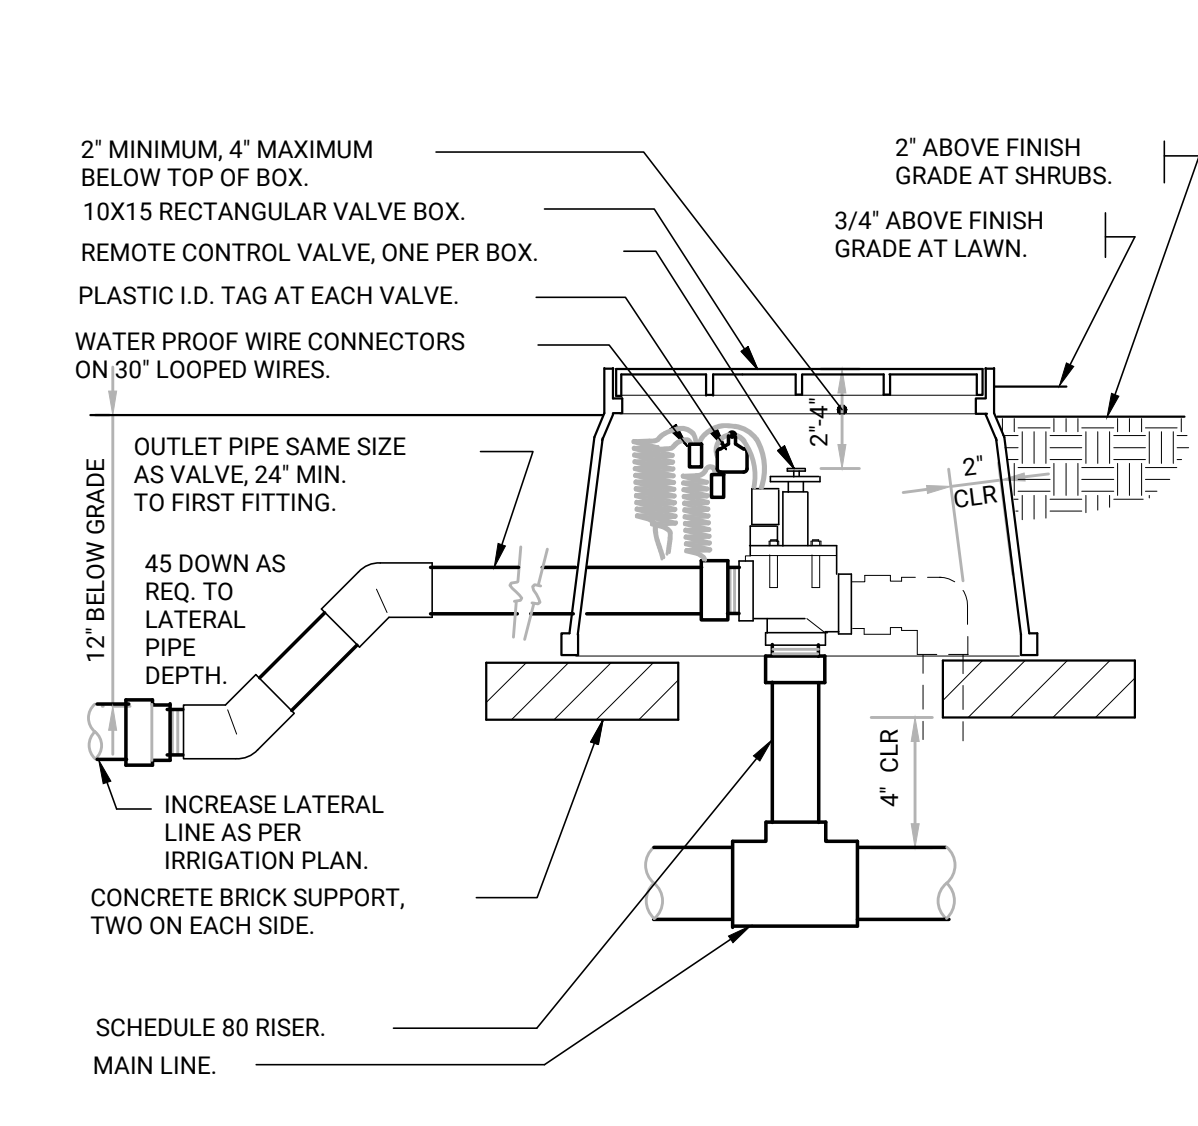 2" MINIMUM, 4" MAXIMUM
BELOW TOP OF BOX.
10X15 RECTANGULAR VALVE BOX.
REMOTE CONTROL VALVE, ONE PER BOX.
PLASTIC I.D. TAG AT EACH VALVE.
WATER PROOF WIRE CONNECTORS
ON 30" LOOPED WIRES.
2" ABOVE FINISH
GRADE AT SHRUBS.
3/4" ABOVE FINISH
GRADE AT LAWN.
2"-4"
2"
CLR
OUTLET PIPE SAME SIZE
AS VALVE, 24" MIN.
TO FIRST FITTING.
12" BELOW GRADE
45 DOWN AS
REQ. TO
LATERAL
PIPE
DEPTH.
4" CLR
INCREASE LATERAL
LINE AS PER
IRRIGATION PLAN.
CONCRETE BRICK SUPPORT,
TWO ON EACH SIDE.
SCHEDULE 80 RISER.
MAIN LINE.